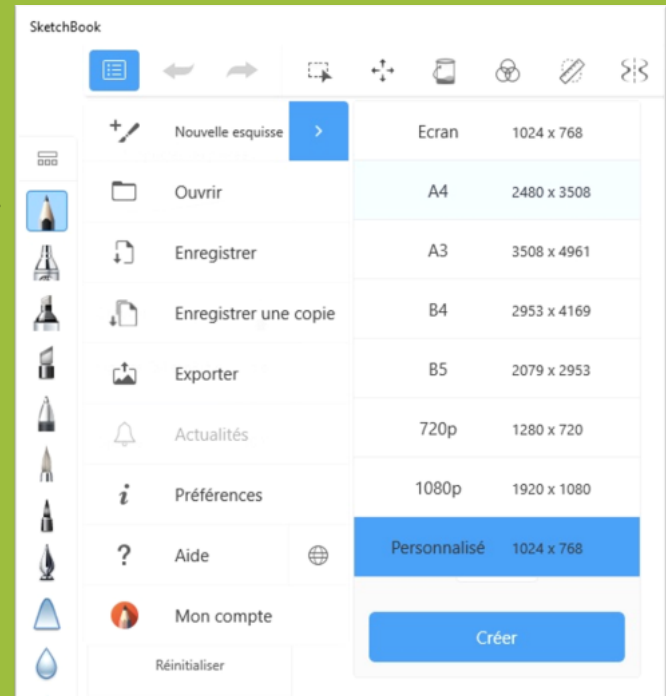 SketchBook
Nouvelle esquisse
Ouvrir
Enregistrer
Enregistrer une copie
Exporter
Actualités
Préférences
? Aide
Mon compte
Réinitialiser
Ecran 1024 x 768
A4 2480 x 3508
A3 3508 x 4961
B4 2953 x 4169
B5 2079 x 2953
720p 1280 x 720
1080p 1920 x 1080
Personnalisé 1024 x 768
Créer